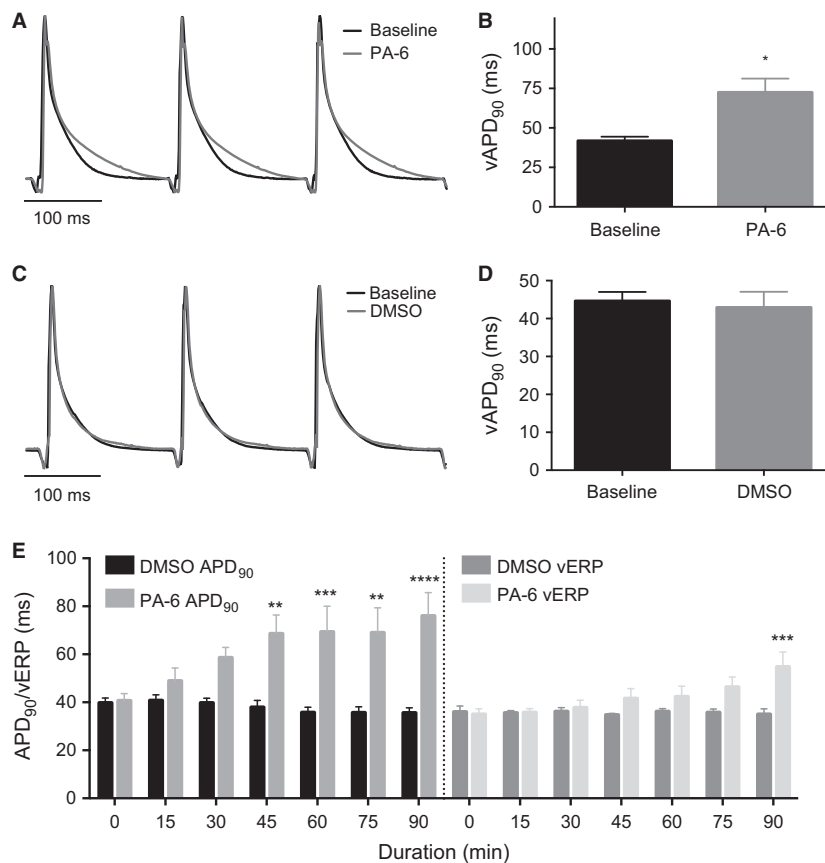 A
Baseline
PA-6
100 ms
B
vAPD90 (ms)
100
75
50
25
0
*
Baseline
PA-6
C
Baseline
DMSO
100 ms
D
vAPD90 (ms)
50
40
30
20
10
0
Baseline
DMSO
E
APD90/vERP
(ms)
100
80
60
40
20
0
DMSO APD90
PA-6 APD90
DMSO vERP
PA-6 vERP
** *** ** ****
***
0 15 30 45 60 75 90 0 15 30 45 60 75 90
Duration (min)